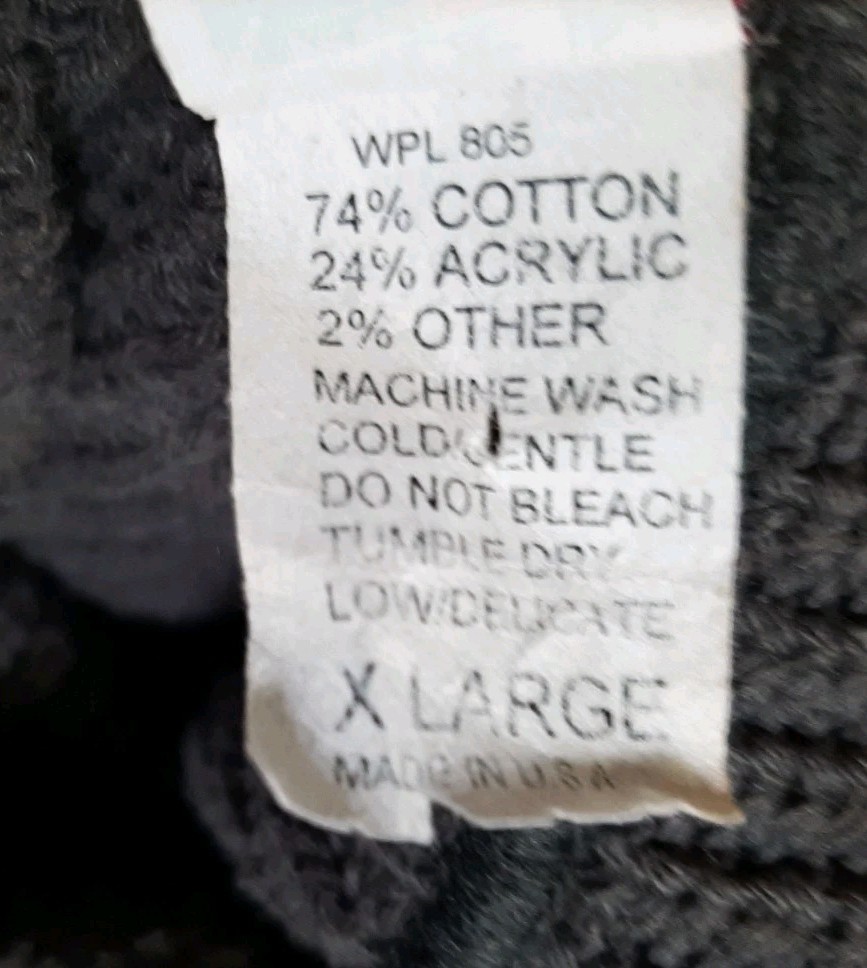 WPL 805
74% COTTON
24% ACRYLIC
2% OTHER
MACHINE WASH
COLD/GENTLE
DO NOT BLEACH
TUMBLE DRY
LOW/DELICATE
X LARGE
MADE IN U.S.A